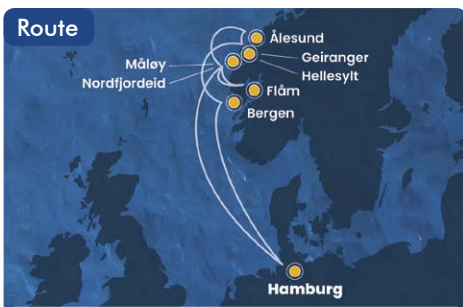 Route
Ålesund
Måløy
Nordfjordeid
Geiranger
Hellesylt
Flåm
Bergen
Hamburg